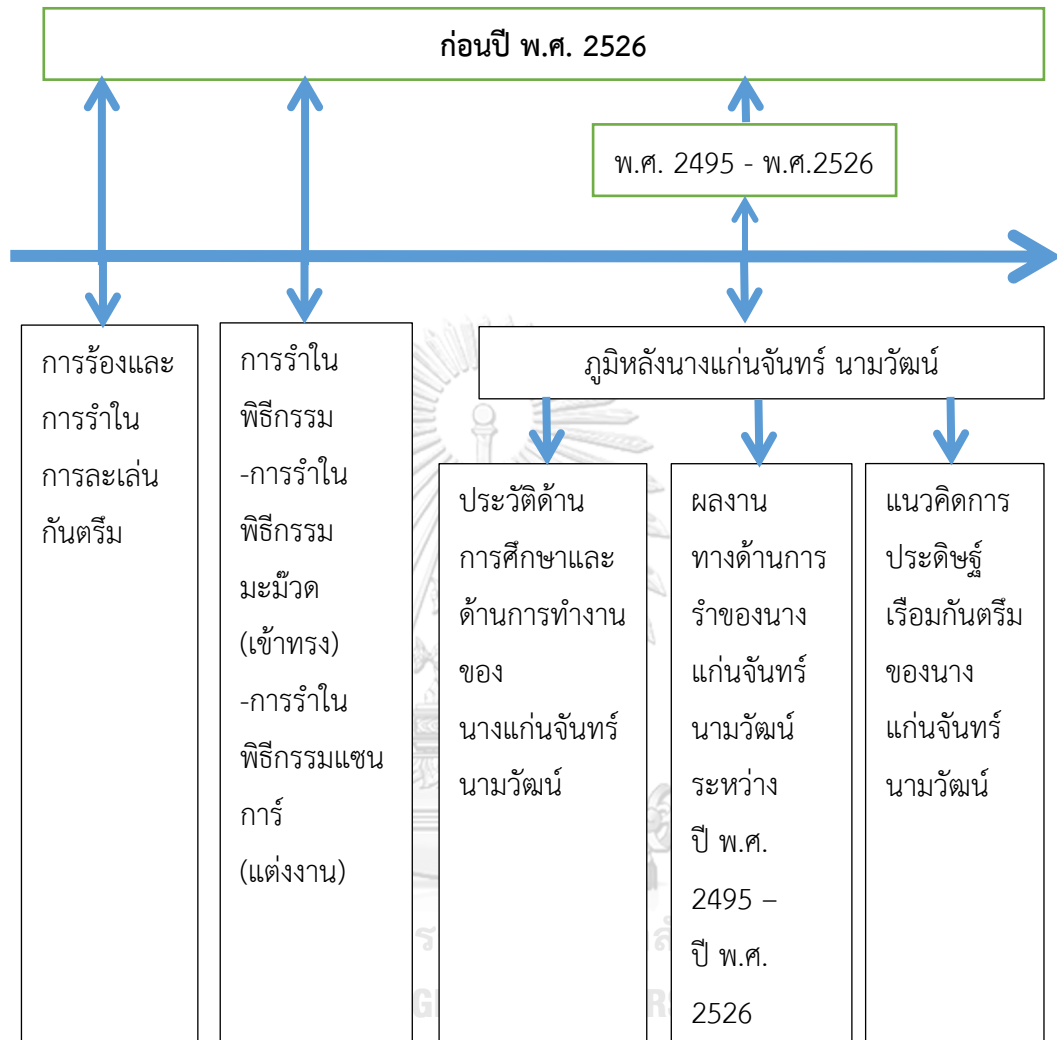 ก่อนปี พ.ศ. 2526
พ.ศ. 2495 - พ.ศ.2526
การร้องและ
การรำใน
การละเล่น
กันตรึม
การรำใน
พิธีกรรม
-การรำใน
พิธีกรรม
มะม๊วด
(เข้าทรง)
-การรำใน
พิธีกรรมแซน
การ์
(แต่งงาน)
ภูมิหลังนางแก่นจันทร์ นามวัฒน์
ประวัติด้าน
การศึกษาและ
ด้านการทำงาน
ของ
นางแก่นจันทร์
นามวัฒน์
ผลงาน
ทางด้านการ
รำของนาง
แก่นจันทร์
นามวัฒน์
ระหว่าง
ปี พ.ศ.
2495 –
ปี พ.ศ.
2526
แนวคิดการ
ประดิษฐ์
เรือมกันตรึม
ของนาง
แก่นจันทร์
นามวัฒน์